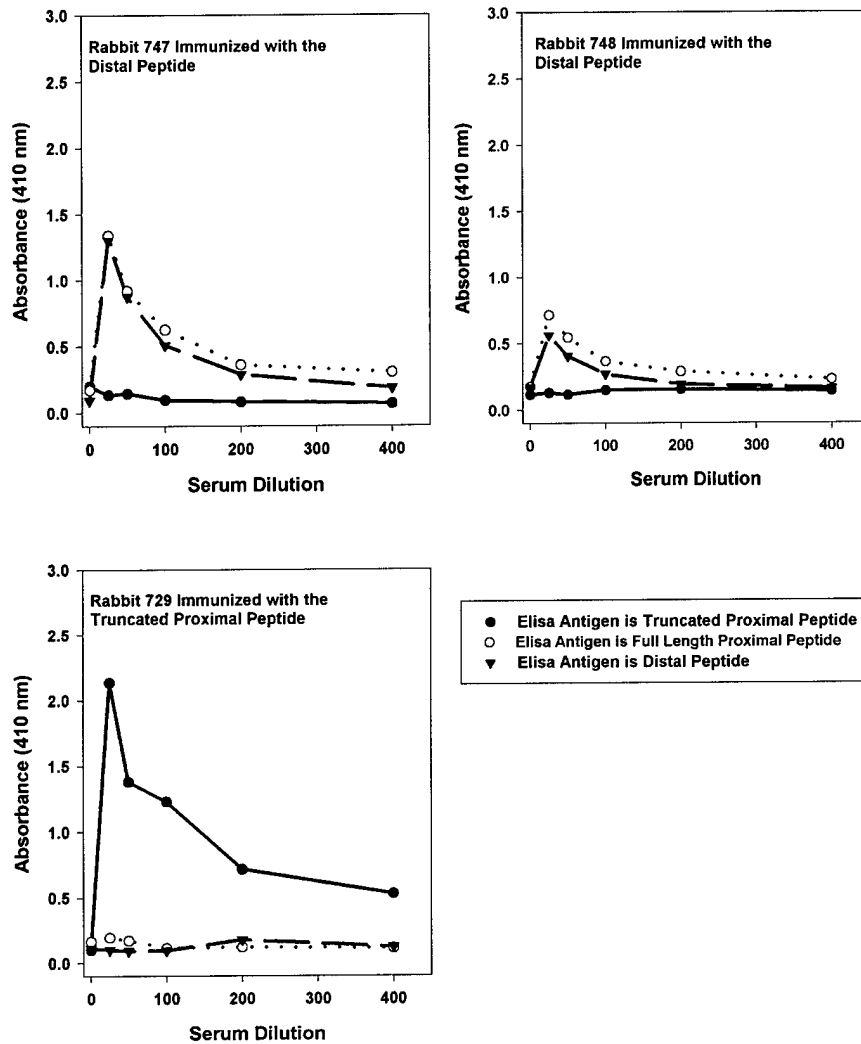 Rabbit 747 Immunized with the
Distal Peptide
3.0
2.5
2.0
1.5
1.0
0.5
0.0
Absorbance (410 nm)
0 100 200 300 400
Serum Dilution
Rabbit 748 Immunized with the
Distal Peptide
3.0
2.5
2.0
1.5
1.0
0.5
0.0
Absorbance (410 nm)
0 100 200 300 400
Serum Dilution
Rabbit 729 Immunized with the
Truncated Proximal Peptide
3.0
2.5
2.0
1.5
1.0
0.5
0.0
Absorbance (410 nm)
0 100 200 300 400
Serum Dilution
Elisa Antigen is Truncated Proximal Peptide
Elisa Antigen is Full Length Proximal Peptide
Elisa Antigen is Distal Peptide